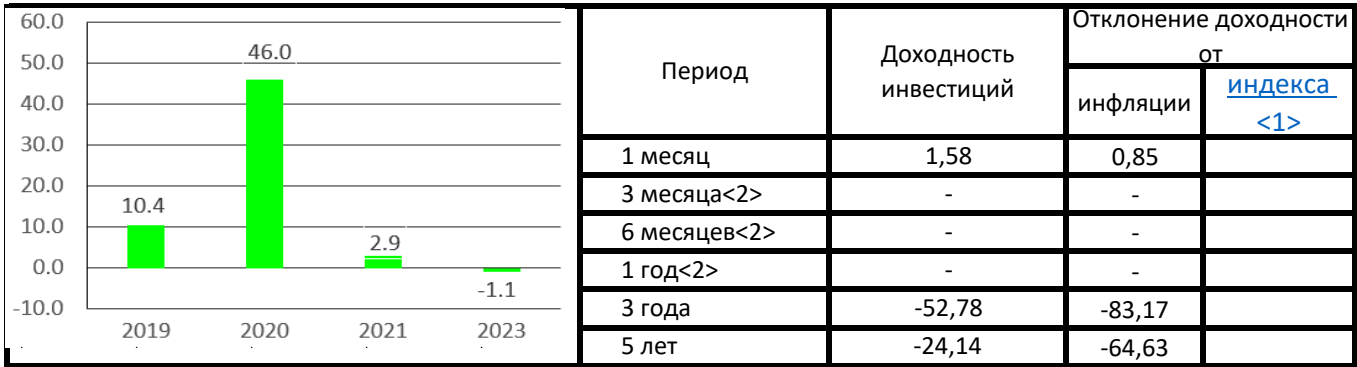 60.0
50.0
40.0
30.0
20.0
10.0
0.0
-10.0
10.4
46.0
2.9
-1.1
2019 2020 2021 2023
Период
Доходность
инвестиций
Отклонение доходности
от
инфляции
индекса
<1>
1 месяц 1,58 0,85
3 месяца<2> - -
6 месяцев<2> - -
1 год<2> - -
3 года -52,78 -83,17
5 лет -24,14 -64,63